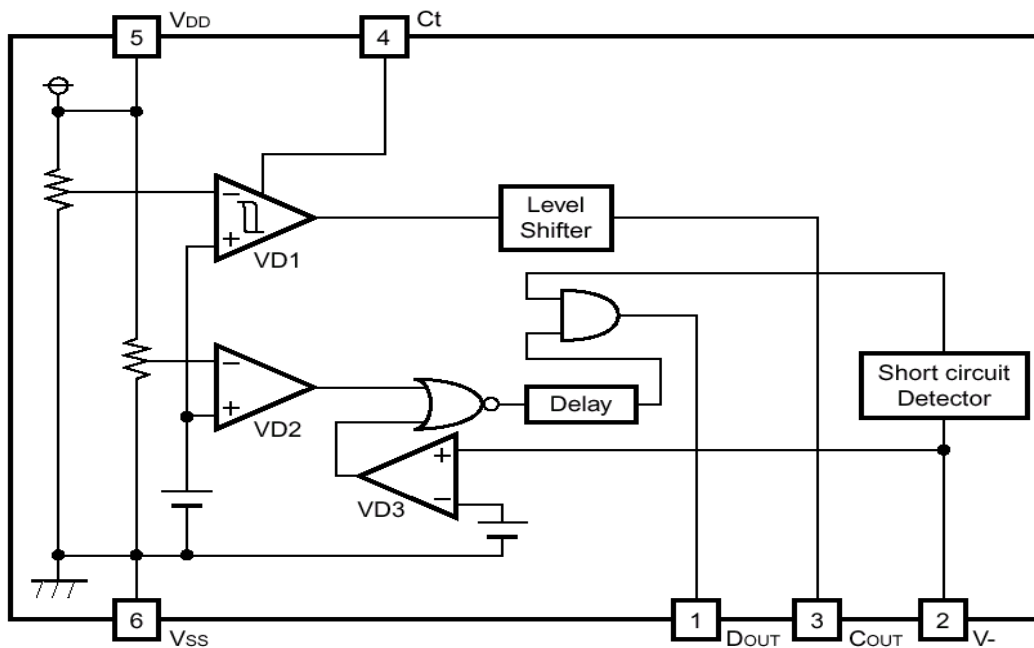 VDD
5
Ct
4
−
+
VD1
Level
Shifter
−
+
VD2
Delay
Short circuit
Detector
+
−
VD3
6
VSS
1
DOUT
3
COUT
2
V-